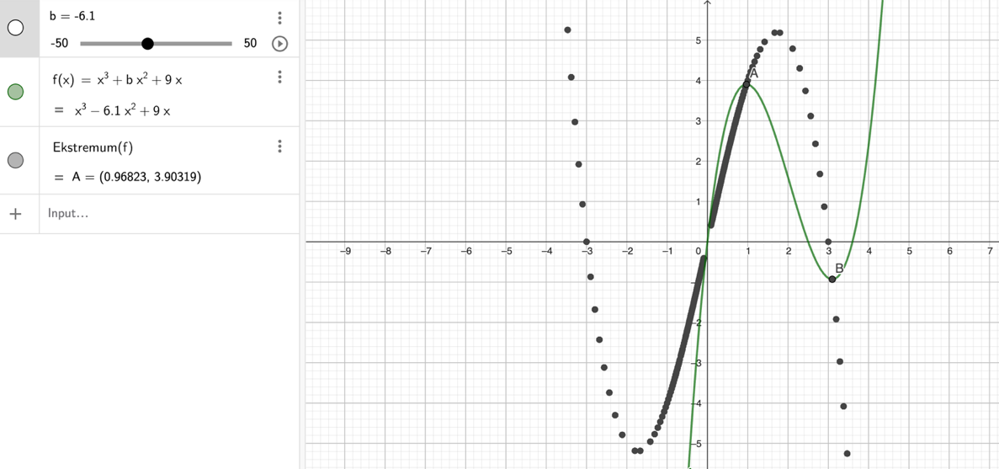 b = -6.1
-50 50
f(x) = x³ + b x² + 9 x
= x³ − 6.1 x² + 9 x
Ekstremum(f)
= A = (0.96823, 3.90319)
+ Input...
5
4
A
3
2
1
−9 −8 −7 −6 −5 −4 −3 −2 −1 0 1 2 3 4 5 6 7
B
−2
−3
−4
−5